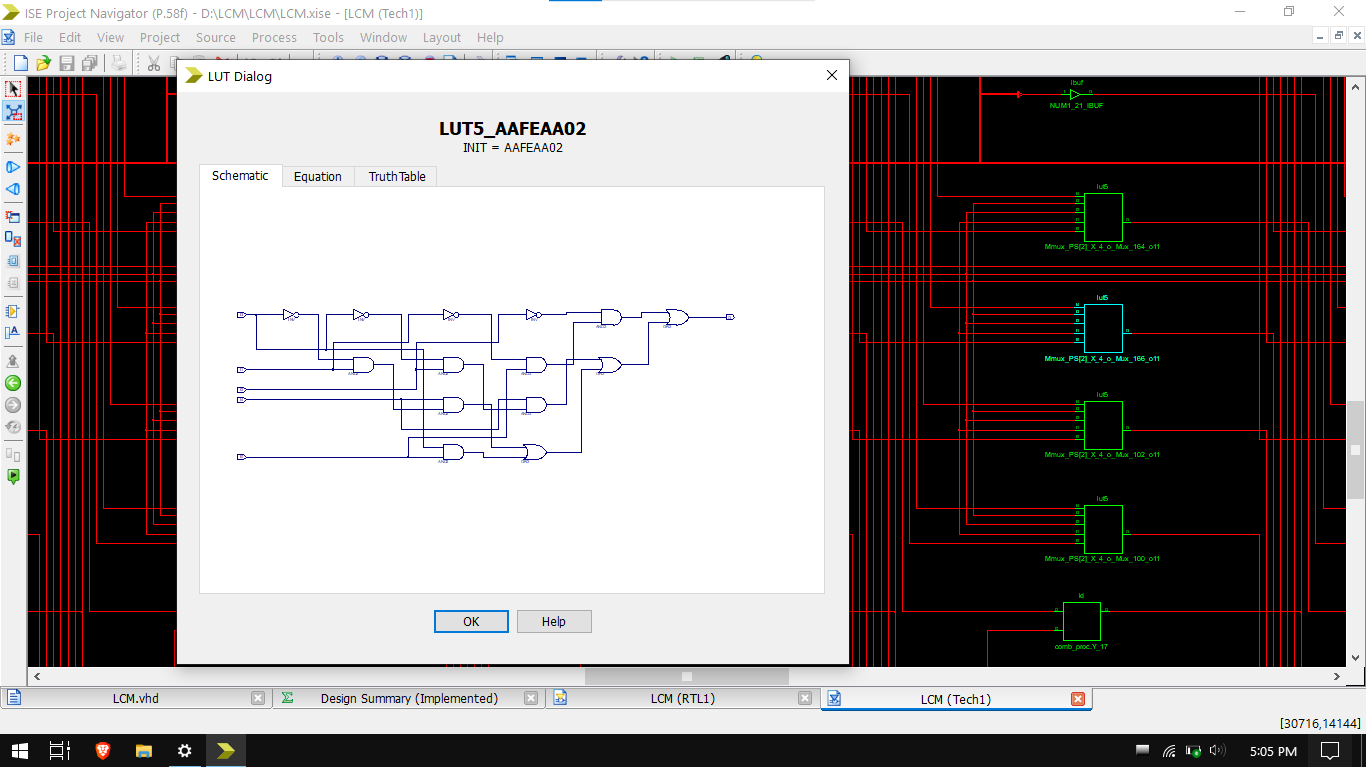 ISE Project Navigator (P.58f) - D:\LCM\LCM\LCM.xise - [LCM (Tech1)]
File Edit View Project Source Process Tools Window Layout Help
LUT Dialog
LUT5_AAFEAA02
INIT = AAFEAA02
Schematic Equation TruthTable
OK Help
ibuf
NUM1_21_IBUF
lut5
Mmux_PS[2]_X_4_o_Mux_164_o11
lut5
Mmux_PS[2]_X_4_o_Mux_166_o11
lut5
Mmux_PS[2]_X_4_o_Mux_102_o11
lut5
Mmux_PS[2]_X_4_o_Mux_100_o11
ld
comb_proc.Y_17
LCM.vhd Design Summary (Implemented) LCM (RTL1) LCM (Tech1)
[30716,14144]
5:05 PM